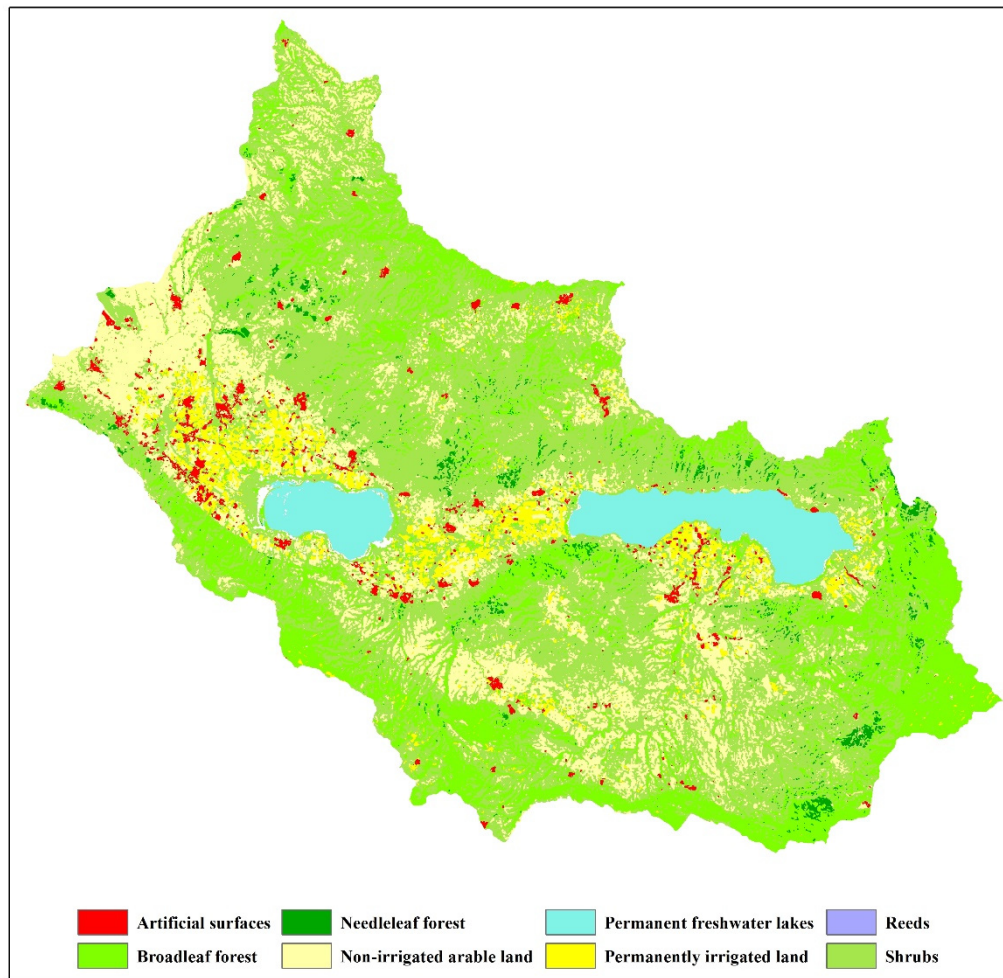 Artificial surfaces
Needleleaf forest
Permanent freshwater lakes
Reeds
Broadleaf forest
Non-irrigated arable land
Permanently irrigated land
Shrubs